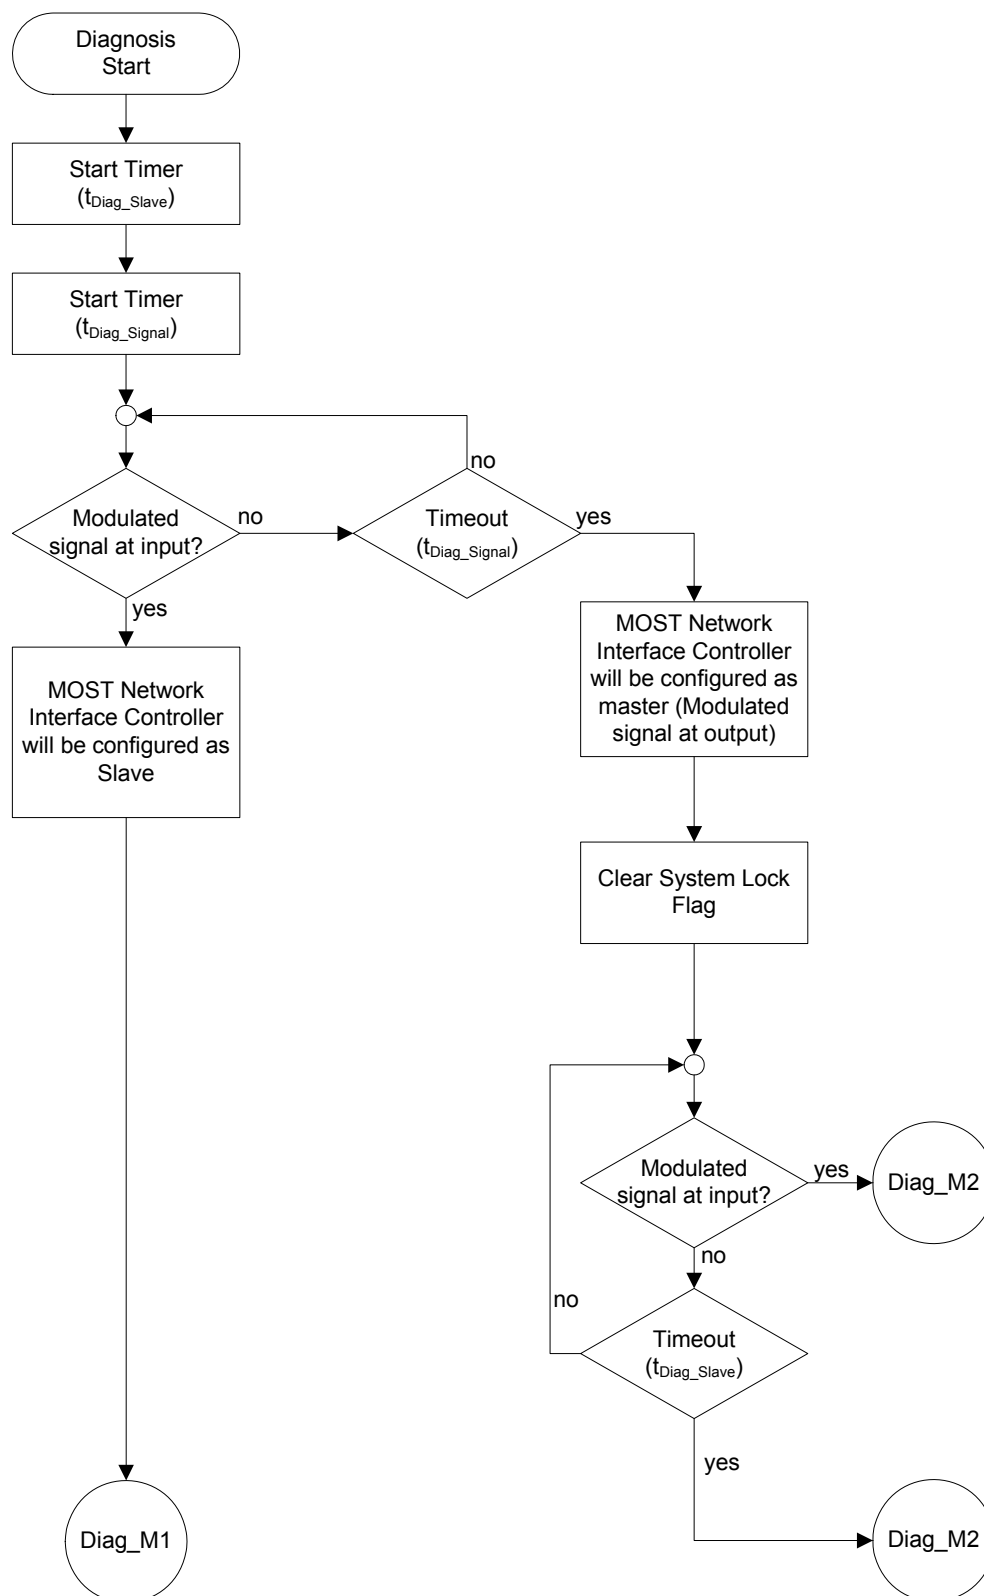 Diagnosis
Start
Start Timer
(tDiag_Slave)
Start Timer
(tDiag_Signal)
no
Modulated
signal at input?
no
Timeout
(tDiag_Signal)
yes
yes
MOST Network
Interface Controller
will be configured as
Slave
MOST Network
Interface Controller
will be configured as
master (Modulated
signal at output)
Clear System Lock
Flag
Modulated
signal at input?
yes
Diag_M2
no
no
Timeout
(tDiag_Slave)
yes
Diag_M1
Diag_M2